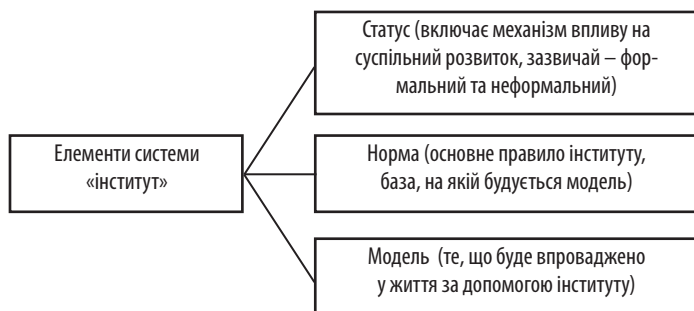 Статус (включає механізм впливу на
суспільний розвиток, зазвичай – фор-
мальний та неформальний)
Елементи системи
«інститут»
Норма (основне правило інституту,
база, на якій будується модель)
Модель (те, що буде впроваджено
у життя за допомогою інституту)